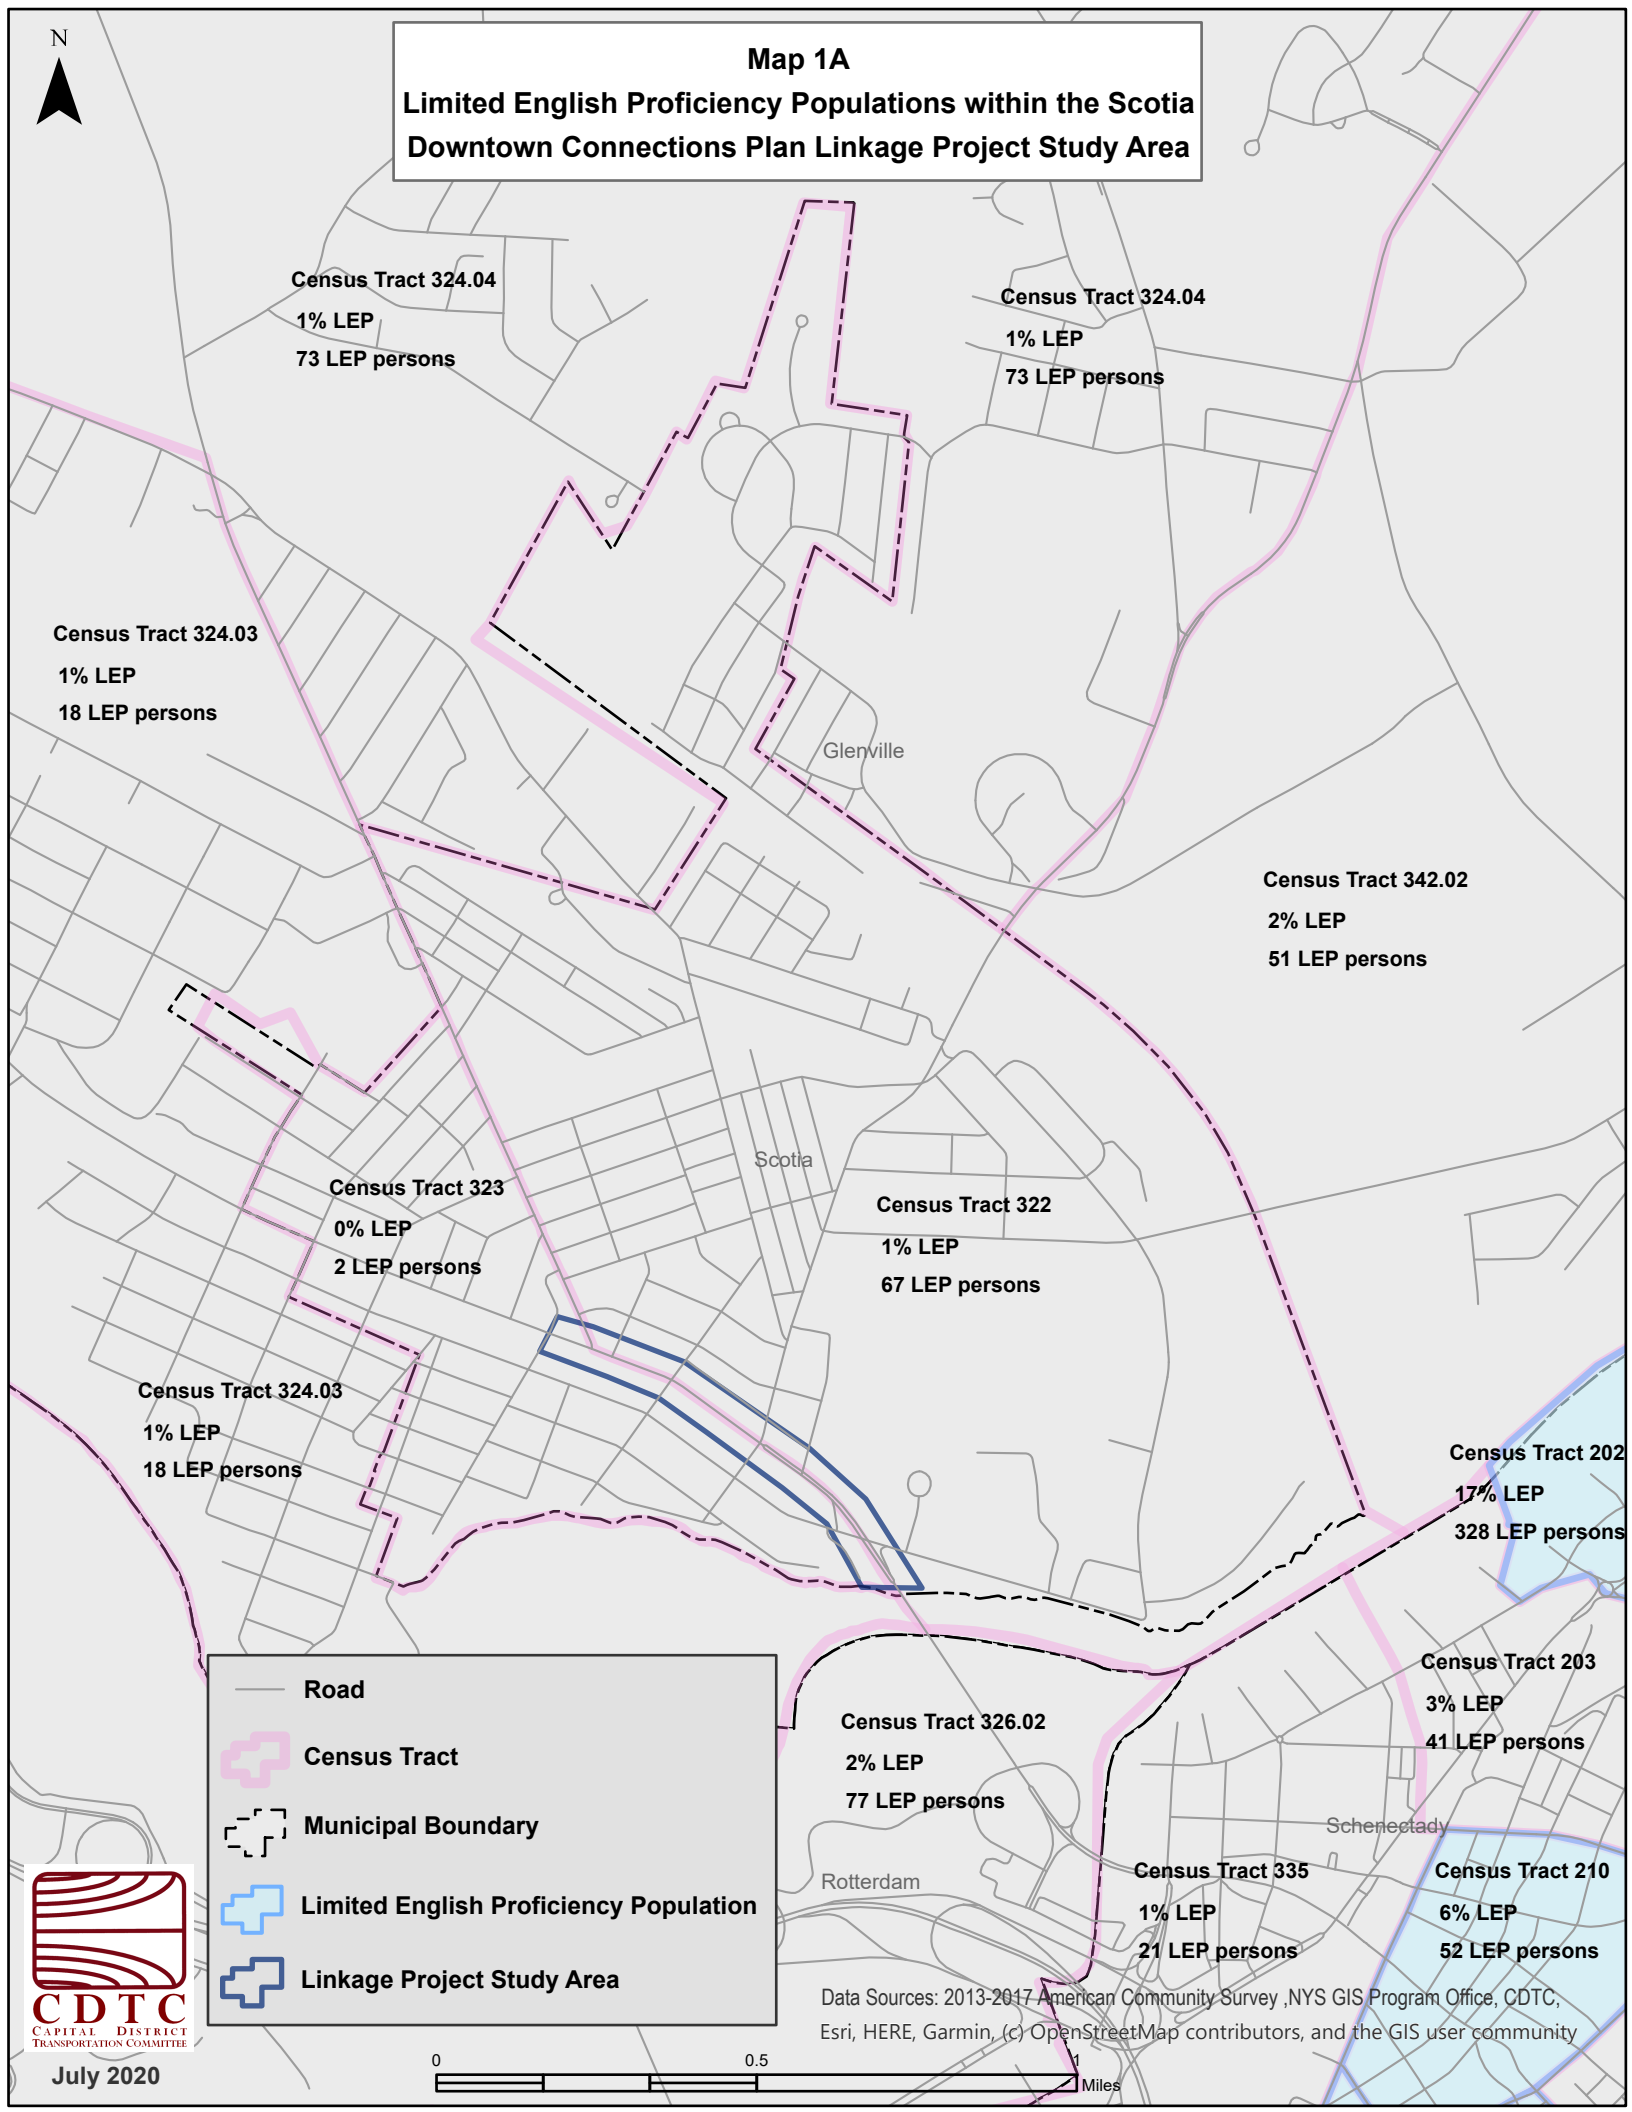 N
Map 1A
Limited English Proficiency Populations within the Scotia
Downtown Connections Plan Linkage Project Study Area
Census Tract 324.04
1% LEP
73 LEP persons
Census Tract 324.04
1% LEP
73 LEP persons
Census Tract 324.03
1% LEP
18 LEP persons
Glenville
Census Tract 342.02
2% LEP
51 LEP persons
Scotia
Census Tract 323
0% LEP
2 LEP persons
Census Tract 322
1% LEP
67 LEP persons
Census Tract 324.03
1% LEP
18 LEP persons
Census Tract 202
17% LEP
328 LEP persons
Census Tract 203
3% LEP
41 LEP persons
Census Tract 326.02
2% LEP
77 LEP persons
Schenectady
Rotterdam
Census Tract 335
1% LEP
21 LEP persons
Census Tract 210
6% LEP
52 LEP persons
Road
Census Tract
Municipal Boundary
Limited English Proficiency Population
Linkage Project Study Area
CDTC
CAPITAL DISTRICT
TRANSPORTATION COMMITTEE
July 2020
Data Sources: 2013-2017 American Community Survey ,NYS GIS Program Office, CDTC,
Esri, HERE, Garmin, (c) OpenStreetMap contributors, and the GIS user community
0 0.5 1
Miles